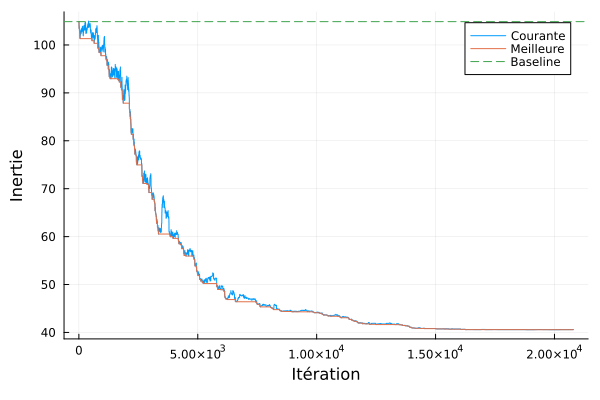 Courante
Meilleure
Baseline
100
90
80
70
60
50
40
Inertie
0
5.00×10³
1.00×10⁴
1.50×10⁴
2.00×10⁴
Itération